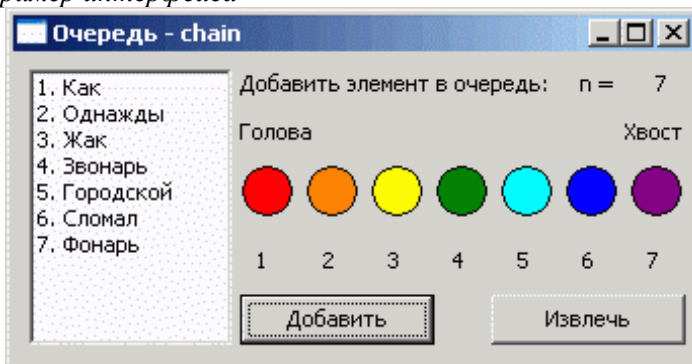 пример интерфейса
Очередь - chain
1. Как
2. Однажды
3. Жак
4. Звонарь
5. Городской
6. Сломал
7. Фонарь
Добавить элемент в очередь: n = 7
Голова Хвост
1 2 3 4 5 6 7
Добавить Извлечь